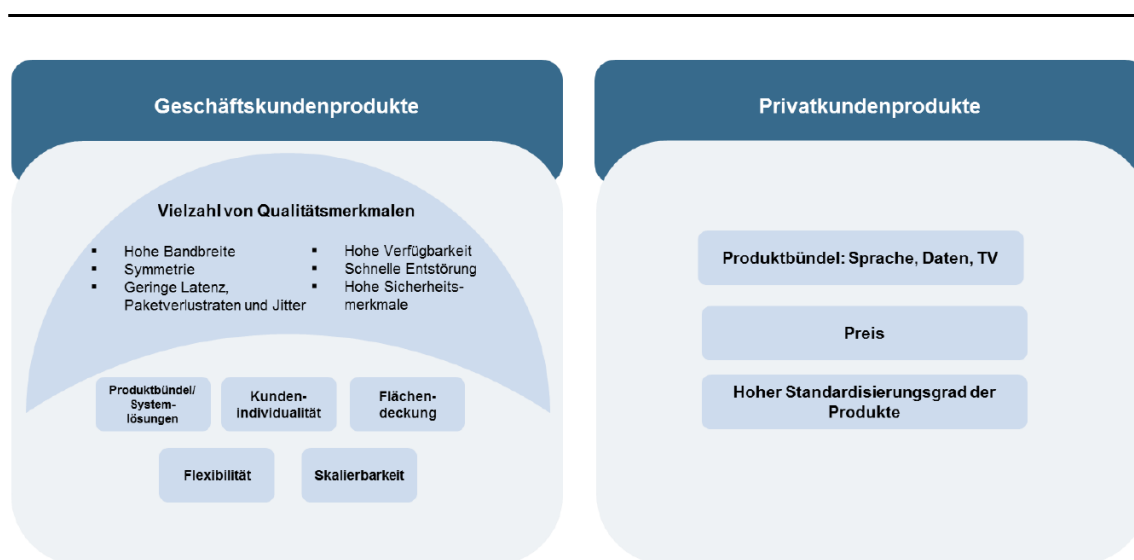 Geschäftskundenprodukte
Vielzahl von Qualitätsmerkmalen
▪ Hohe Bandbreite
▪ Symmetrie
▪ Geringe Latenz,
Paketverlustraten und Jitter
▪ Hohe Verfügbarkeit
▪ Schnelle Entstörung
▪ Hohe Sicherheits-
merkmale
Produktbündel/
System-
lösungen
Kunden-
individualität
Flächen-
deckung
Flexibilität
Skalierbarkeit
Privatkundenprodukte
Produktbündel: Sprache, Daten, TV
Preis
Hoher Standardisierungsgrad der
Produkte